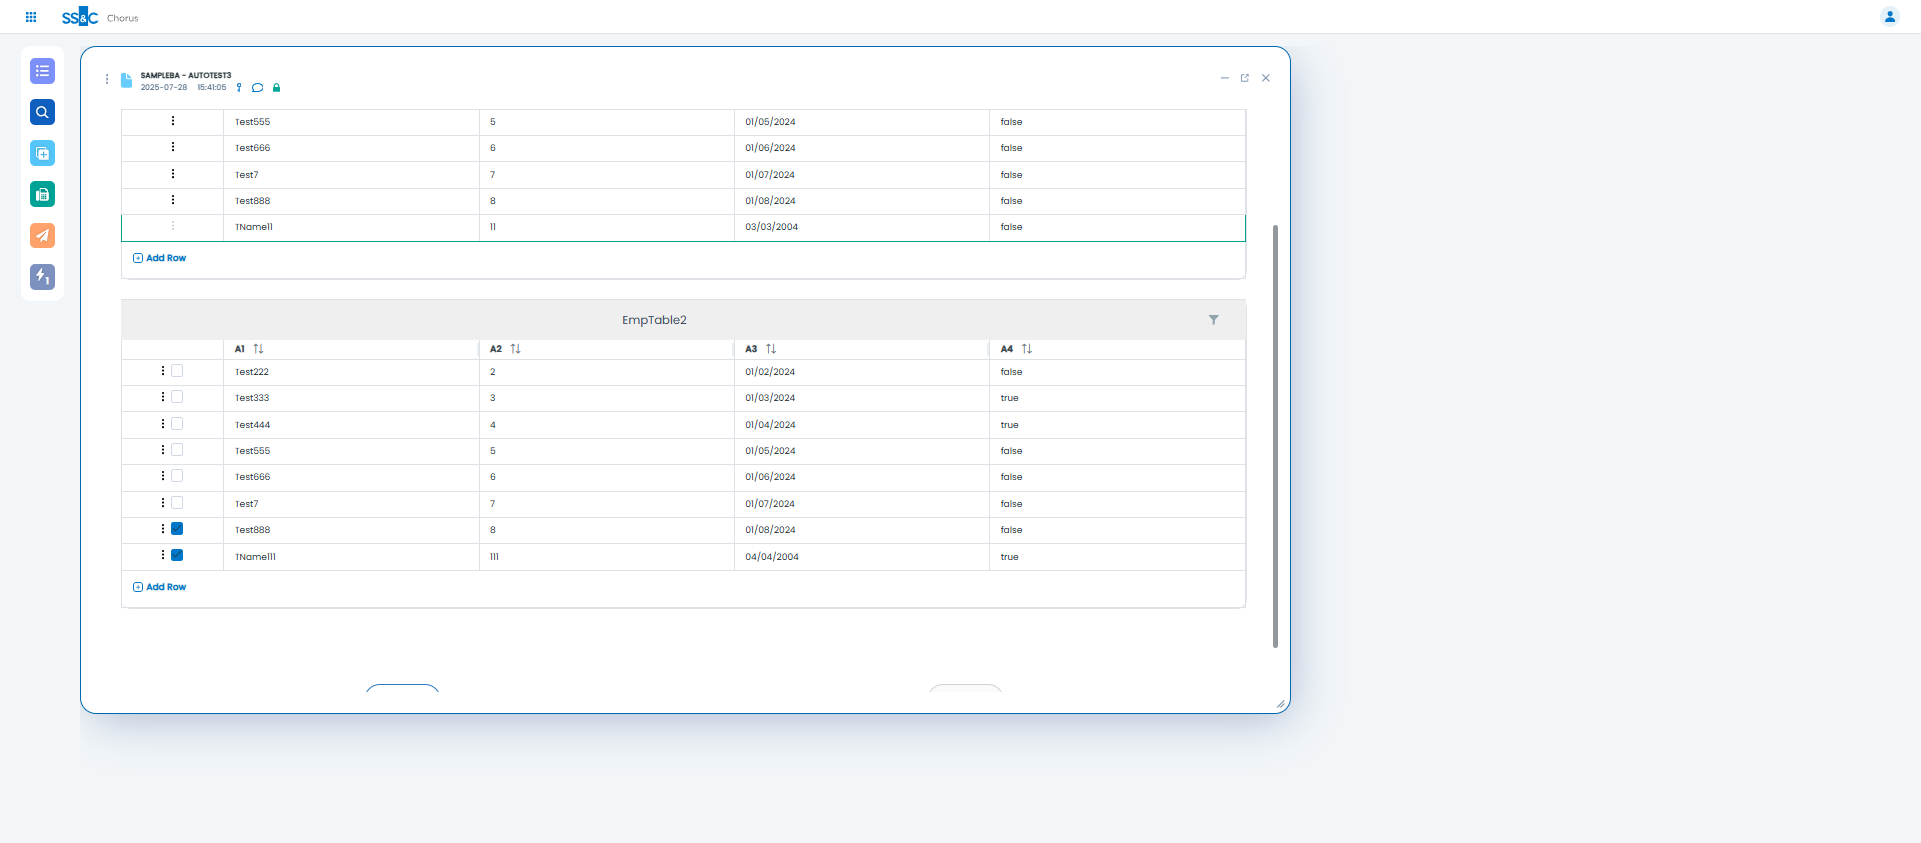 SS&C Chorus
SAMPLEBA - AUTOTEST3
2025-07-28 15:41:05
Test555 5 01/05/2024 false
Test666 6 01/06/2024 false
Test7 7 01/07/2024 false
Test888 8 01/08/2024 false
TName11 11 03/03/2004 false
Add Row
EmpTable2
A1 A2 A3 A4
Test222 2 01/02/2024 false
Test333 3 01/03/2024 true
Test444 4 01/04/2024 true
Test555 5 01/05/2024 false
Test666 6 01/06/2024 false
Test7 7 01/07/2024 false
Test888 8 01/08/2024 false
TName111 111 04/04/2004 true
Add Row
1